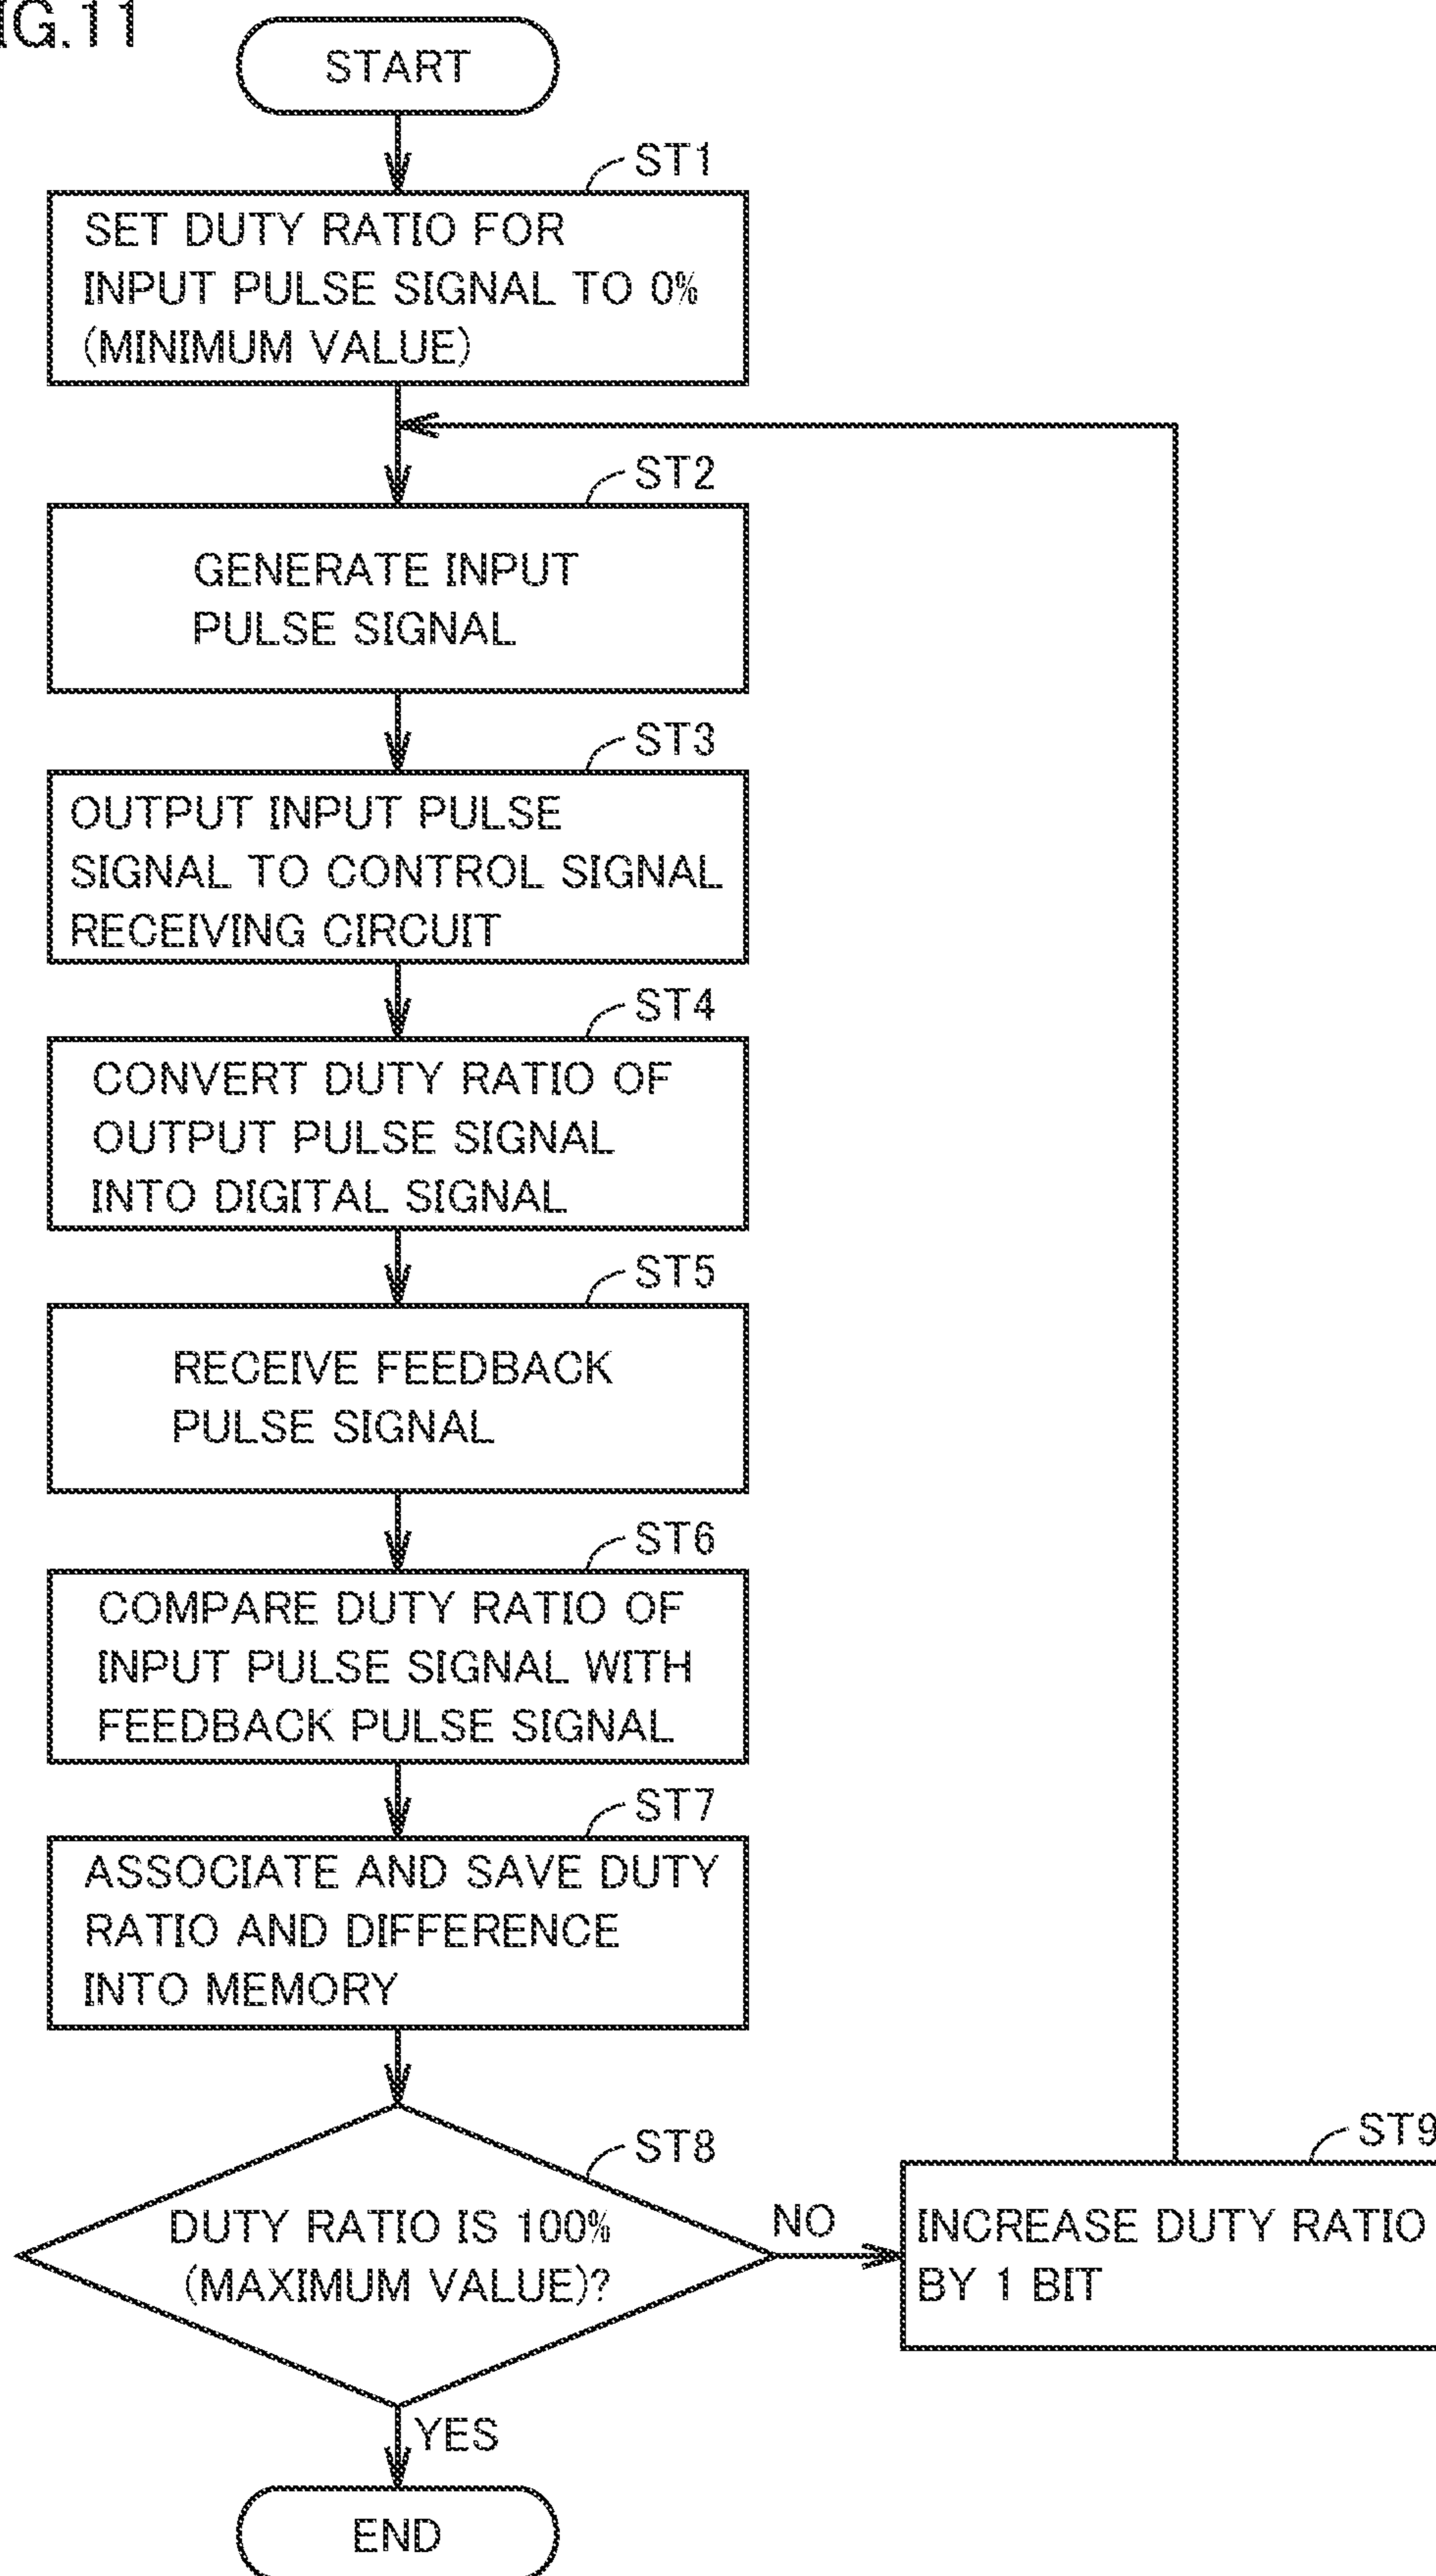 IG.11
START
ST1
SET DUTY RATIO FOR
INPUT PULSE SIGNAL TO 0%
(MINIMUM VALUE)
ST2
GENERATE INPUT
PULSE SIGNAL
ST3
OUTPUT INPUT PULSE
SIGNAL TO CONTROL SIGNAL
RECEIVING CIRCUIT
ST4
CONVERT DUTY RATIO OF
OUTPUT PULSE SIGNAL
INTO DIGITAL SIGNAL
ST5
RECEIVE FEEDBACK
PULSE SIGNAL
ST6
COMPARE DUTY RATIO OF
INPUT PULSE SIGNAL WITH
FEEDBACK PULSE SIGNAL
ST7
ASSOCIATE AND SAVE DUTY
RATIO AND DIFFERENCE
INTO MEMORY
ST8
DUTY RATIO IS 100%
(MAXIMUM VALUE)?
NO
ST9
INCREASE DUTY RATIO
BY 1 BIT
YES
END